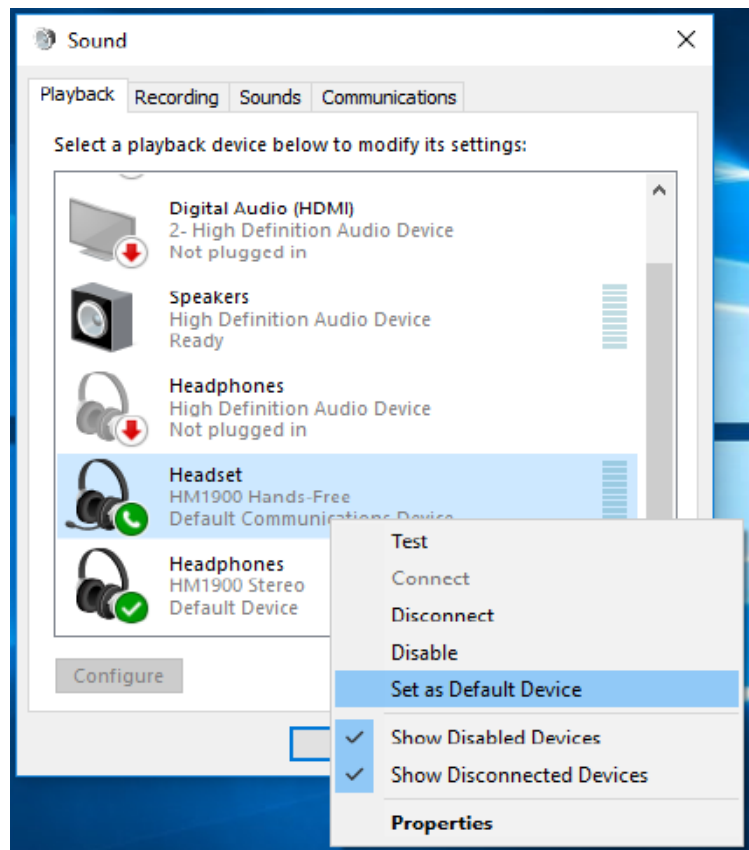 Sound
Playback Recording Sounds Communications
Select a playback device below to modify its settings:
Digital Audio (HDMI)
2- High Definition Audio Device
Not plugged in
Speakers
High Definition Audio Device
Ready
Headphones
High Definition Audio Device
Not plugged in
Headset
HM1900 Hands-Free
Default Communications Device
Headphones
HM1900 Stereo
Default Device
Configure
Test
Connect
Disconnect
Disable
Set as Default Device
Show Disabled Devices
Show Disconnected Devices
Properties